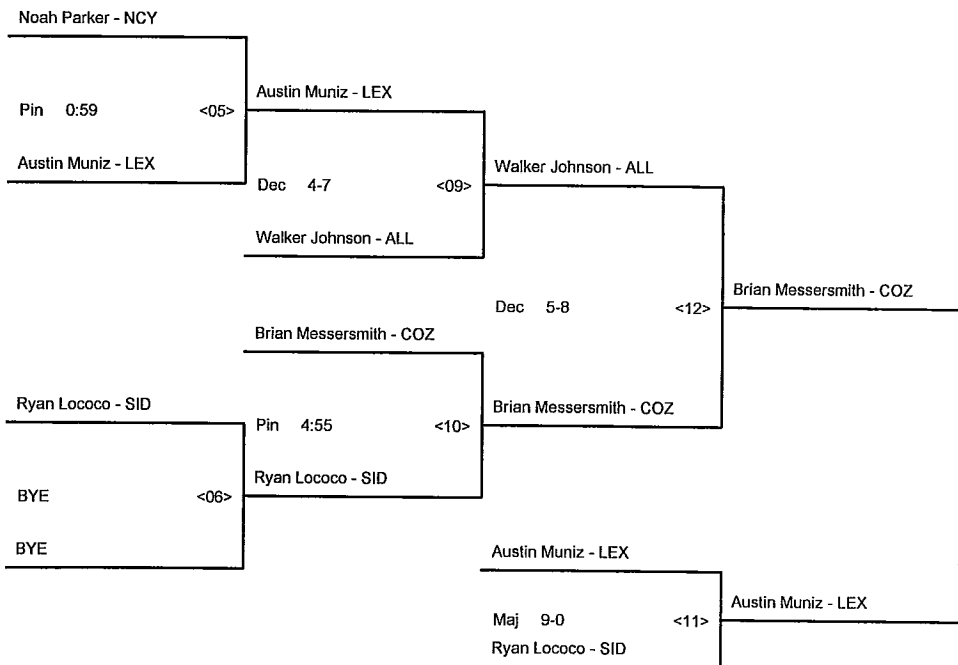 Noah Parker - NCY
Pin 0:59 <05>
Austin Muniz - LEX
Austin Muniz - LEX
Dec 4-7 <09>
Walker Johnson - ALL
Walker Johnson - ALL
Dec 5-8 <12>
Brian Messersmith - COZ
Brian Messersmith - COZ
Ryan Lococo - SID
Pin 4:55 <10>
Brian Messersmith - COZ
Ryan Lococo - SID
BYE <06>
BYE
Austin Muniz - LEX
Maj 9-0 <11>
Austin Muniz - LEX
Ryan Lococo - SID